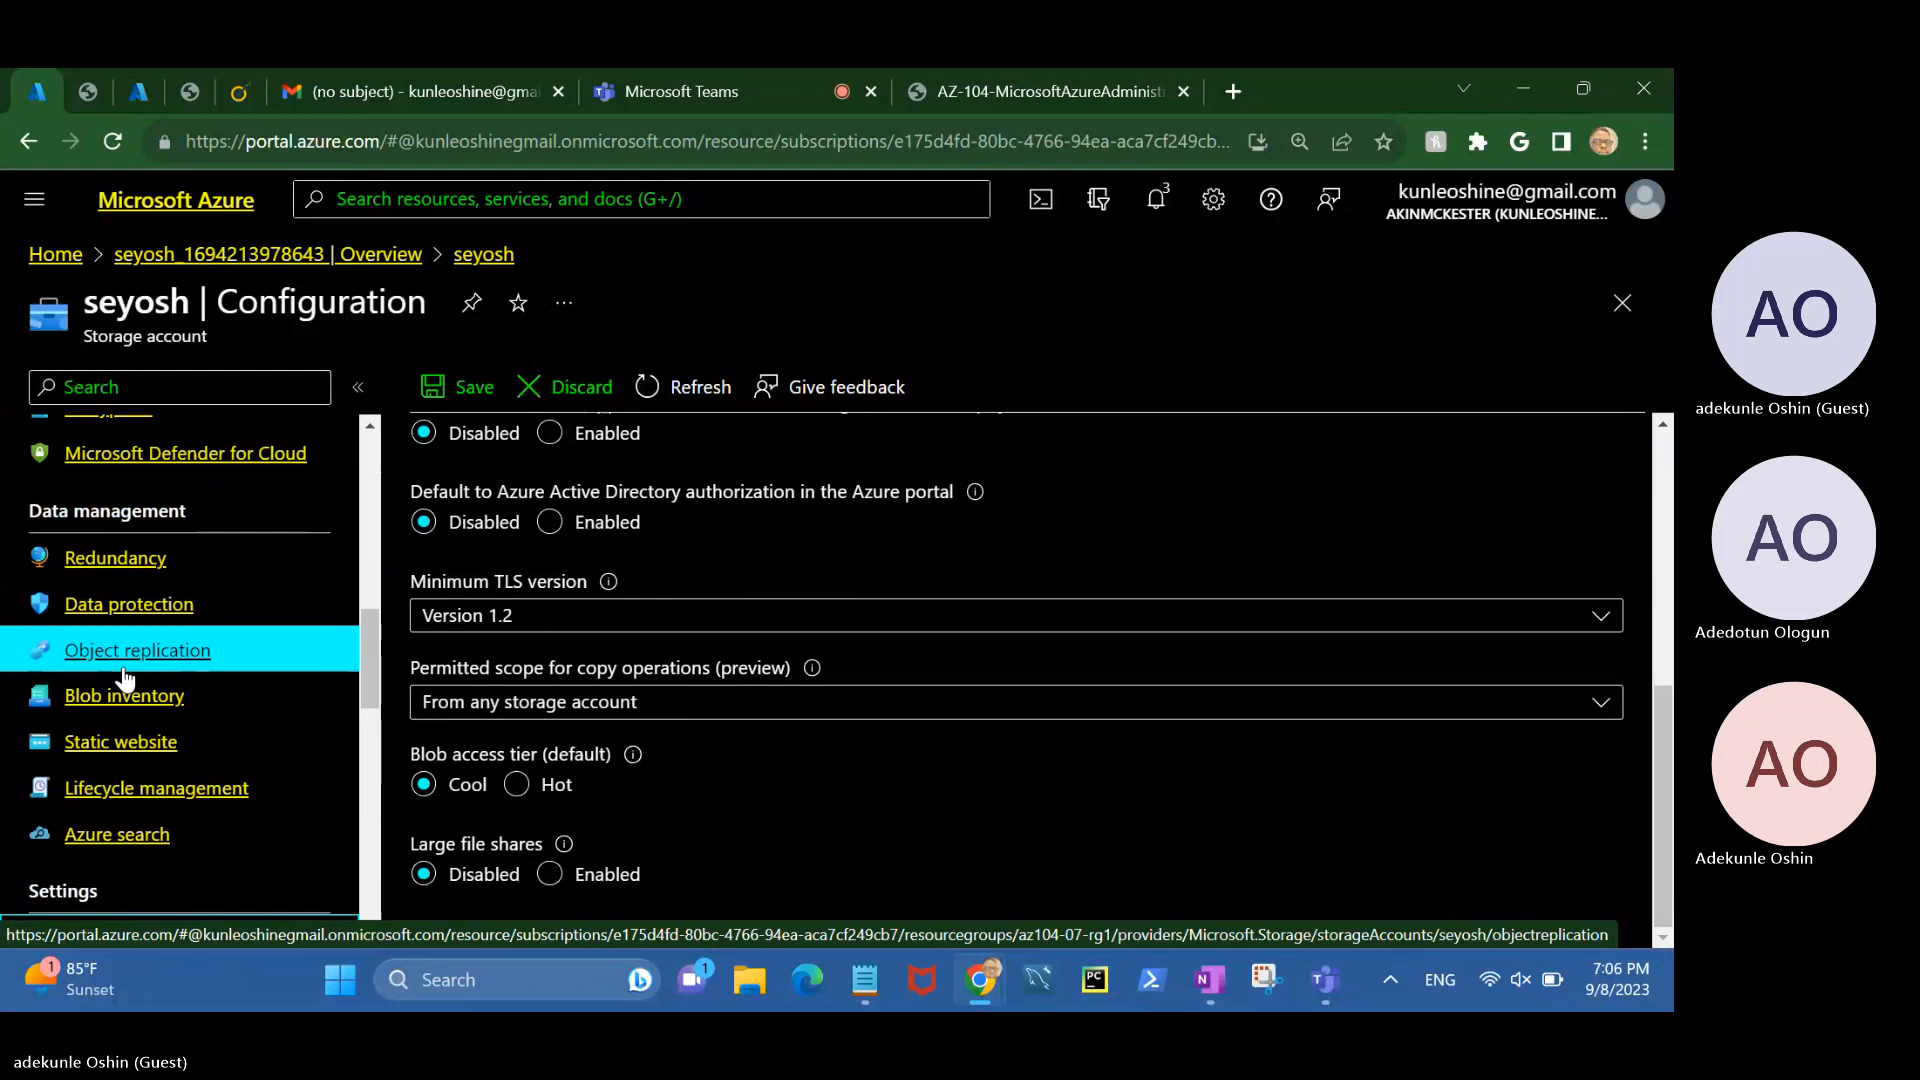 (no subject) - kunleoshine@gma
Microsoft Teams
AZ-104-MicrosoftAzureAdministr
https://portal.azure.com/#@kunleoshinegmail.onmicrosoft.com/resource/subscriptions/e175d4fd-80bc-4766-94ea-aca7cf249cb...
Microsoft Azure
Search resources, services, and docs (G+/)
3
kunleoshine@gmail.com
AKINMCKESTER (KUNLEOSHINE...
Home > seyosh_1694213978643 | Overview > seyosh
seyosh | Configuration
Storage account
Search
Save
Discard
Refresh
Give feedback
Microsoft Defender for Cloud
Data management
Redundancy
Data protection
Object replication
Blob inventory
Static website
Lifecycle management
Azure search
Settings
Disabled
Enabled
Default to Azure Active Directory authorization in the Azure portal
Disabled
Enabled
Minimum TLS version
Version 1.2
Permitted scope for copy operations (preview)
From any storage account
Blob access tier (default)
Cool
Hot
Large file shares
Disabled
Enabled
https://portal.azure.com/#@kunleoshinegmail.onmicrosoft.com/resource/subscriptions/e175d4fd-80bc-4766-94ea-aca7cf249cb7/resourcegroups/az104-07-rg1/providers/Microsoft.Storage/storageAccounts/seyosh/objectreplication
1
85°F
Sunset
Search
1
PC
ENG
7:06 PM
9/8/2023
AO
adekunle Oshin (Guest)
AO
Adedotun Ologun
AO
Adekunle Oshin
adekunle Oshin (Guest)